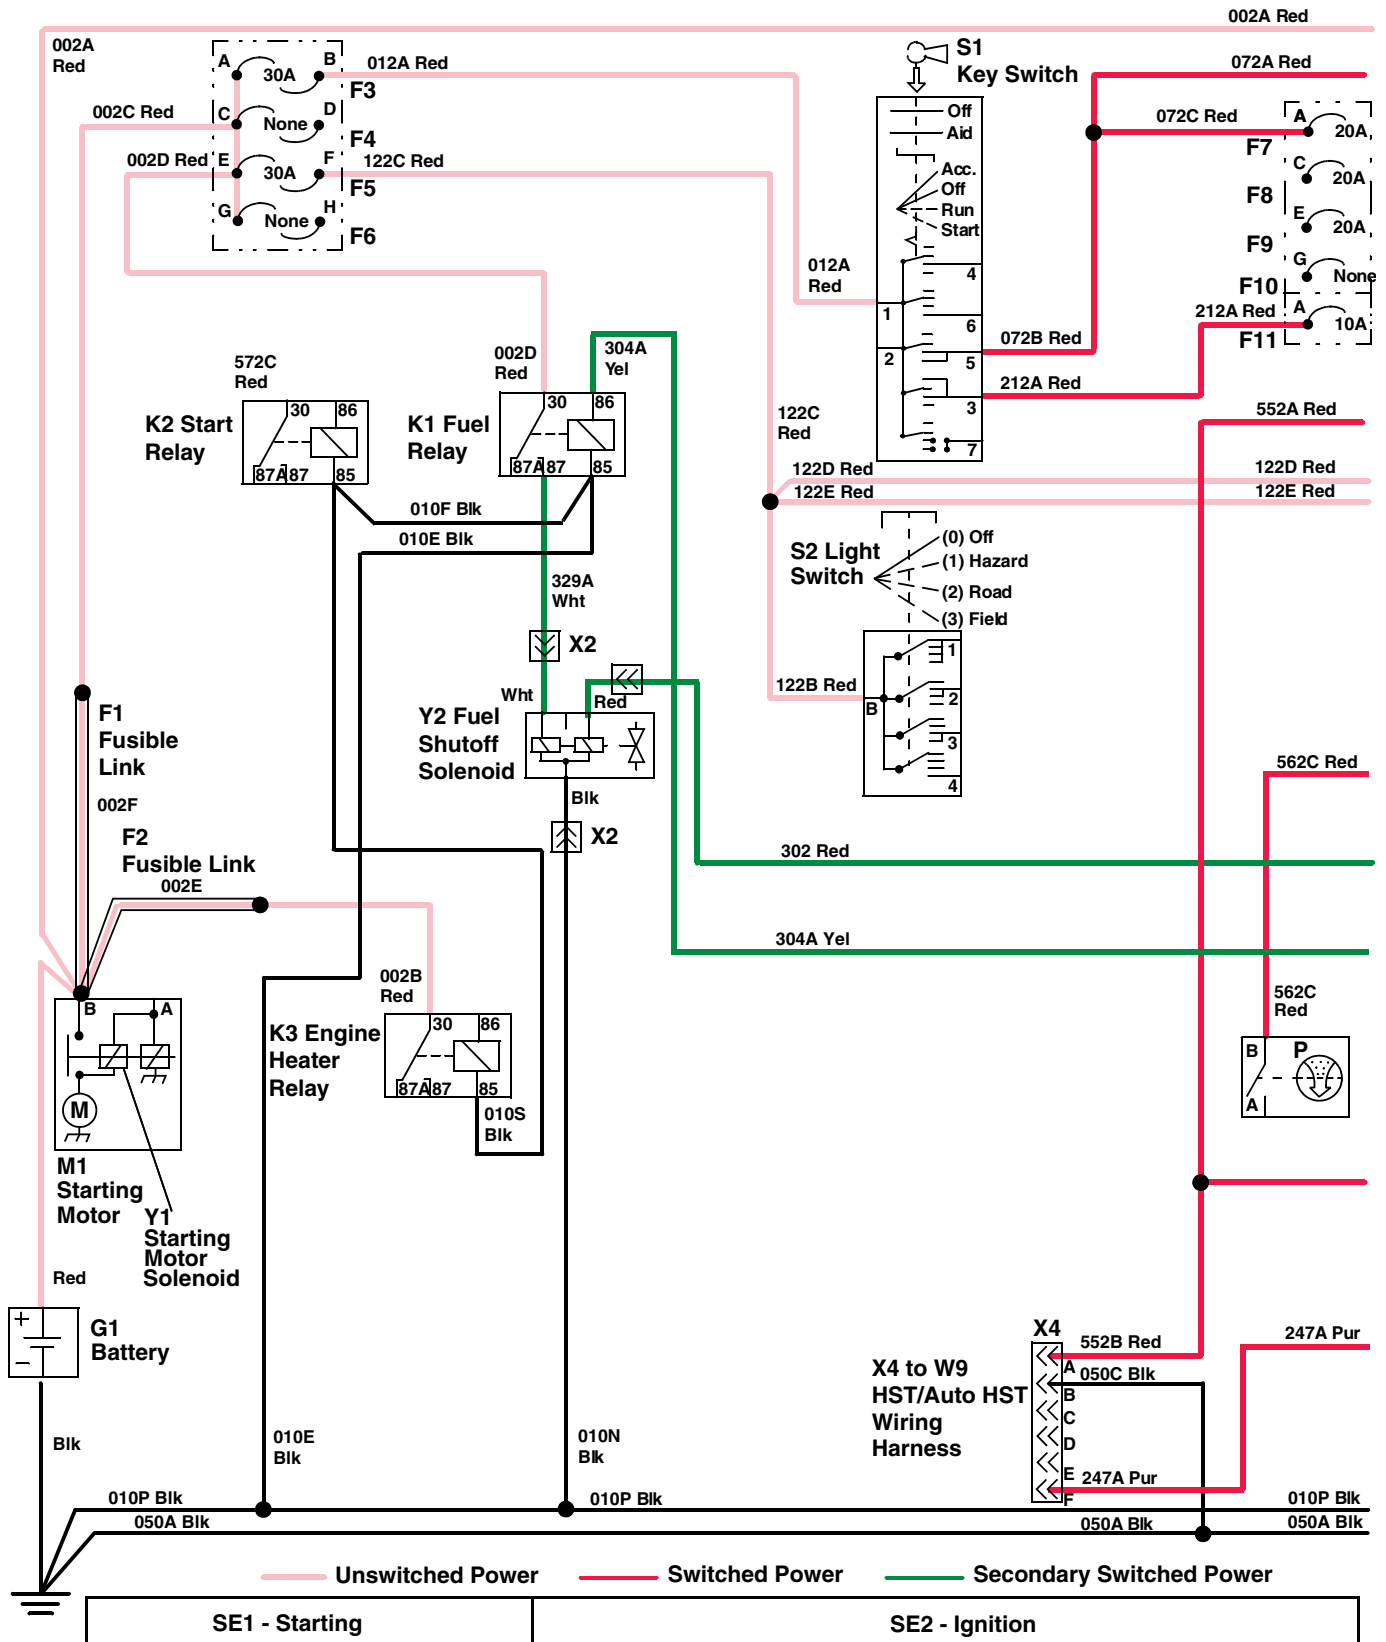 002A Red
002A
Red
A
30A
B
F3
012A Red
002C Red
C
None
D
F4
002D Red
E
30A
F
F5
122C Red
G
None
H
F6
S1
Key Switch
Off
Aid
Acc.
Off
Run
Start
4
1
6
2
5
3
7
012A
Red
072A Red
072C Red
A
20A
F7
C
20A
F8
E
20A
F9
G
None
F10
212A Red
A
10A
F11
072B Red
212A Red
552A Red
572C
Red
K2 Start
Relay
30
86
87A
87
85
002D
Red
304A
Yel
K1 Fuel
Relay
30
86
87A
87
85
122C
Red
122D Red
122D Red
122E Red
122E Red
010F Blk
010E Blk
329A
Wht
X2
S2 Light
Switch
(0) Off
(1) Hazard
(2) Road
(3) Field
1
2
3
4
B
122B Red
Wht
Red
Y2 Fuel
Shutoff
Solenoid
Blk
X2
F1
Fusible
Link
002F
F2
Fusible Link
002E
562C Red
302 Red
304A Yel
002B
Red
K3 Engine
Heater
Relay
30
86
87A
87
85
010S
Blk
562C
Red
B
P
A
B
A
M
M1
Starting
Motor
Y1
Starting
Motor
Solenoid
Red
+
−
G1
Battery
Blk
010E
Blk
010N
Blk
X4
X4 to W9
HST/Auto HST
Wiring
Harness
552B Red
A
050C Blk
B
C
D
E
247A Pur
F
247A Pur
010P Blk
010P Blk
010P Blk
050A Blk
050A Blk
050A Blk
Unswitched Power
Switched Power
Secondary Switched Power
SE1 - Starting
SE2 - Ignition